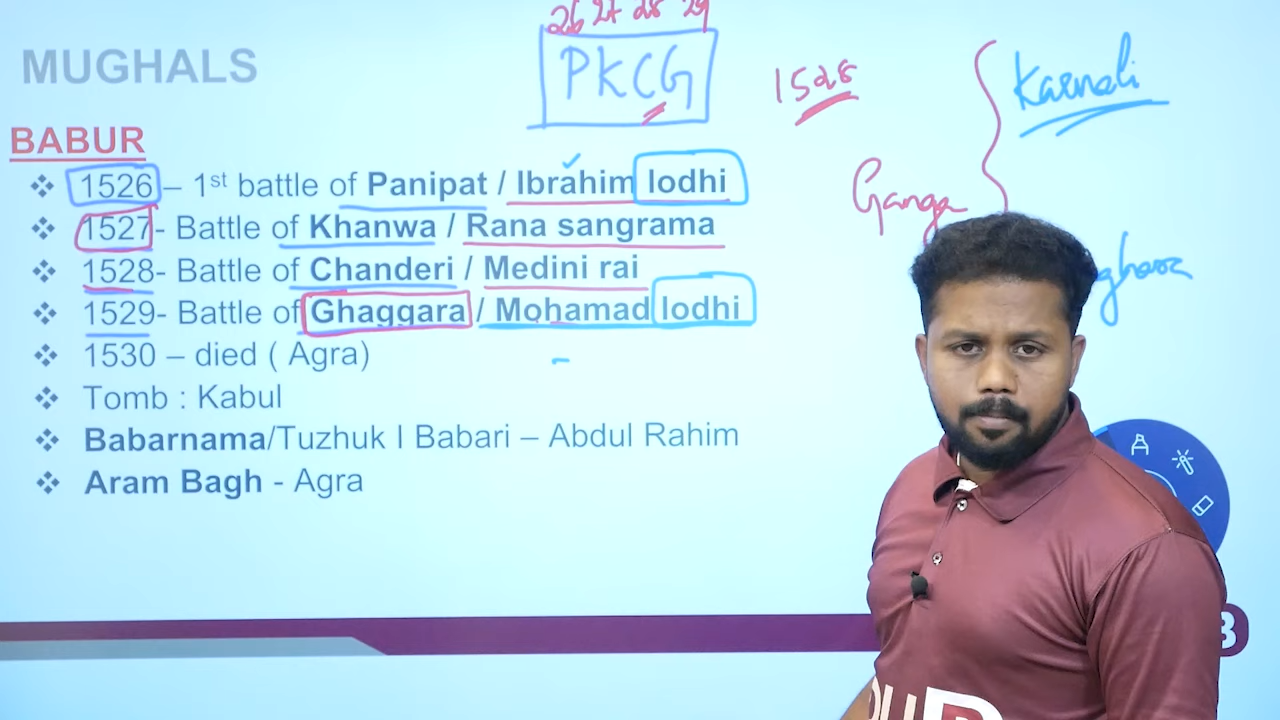 26 27 28 29
MUGHALS
PKCG
1528
Karnali
BABUR
1526 – 1st battle of Panipat / Ibrahim lodhi
Ganga
1527- Battle of Khanwa / Rana sangrama
1528- Battle of Chanderi / Medini rai
1529- Battle of Ghaggara / Mohamad lodhi
1530 – died ( Agra)
Tomb : Kabul
Babarnama/Tuzhuk I Babari – Abdul Rahim
Aram Bagh - Agra